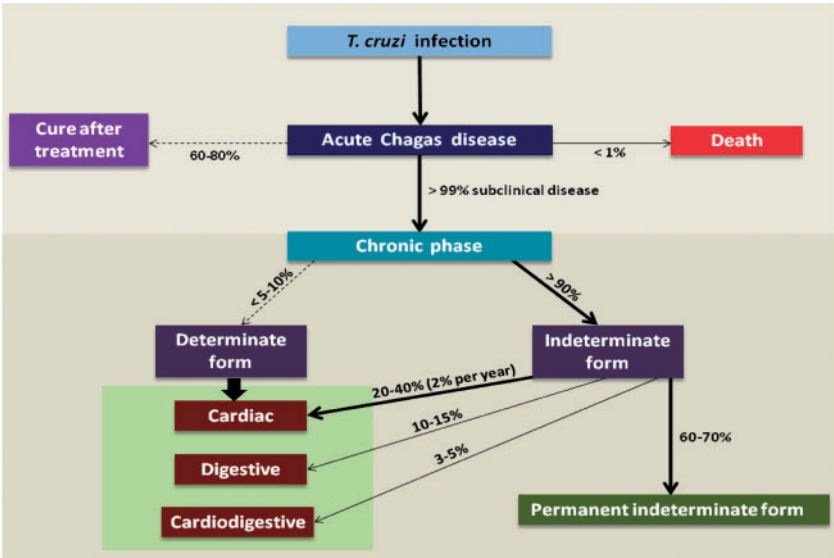 T. cruzi infection
Cure after
treatment
60-80%
Acute Chagas disease
< 1%
Death
> 99% subclinical disease
Chronic phase
< 5-10%
> 90%
Determinate
form
Indeterminate
form
20-40% (2% per year)
Cardiac
10-15%
60-70%
Digestive
3-5%
Cardiodigestive
Permanent indeterminate form